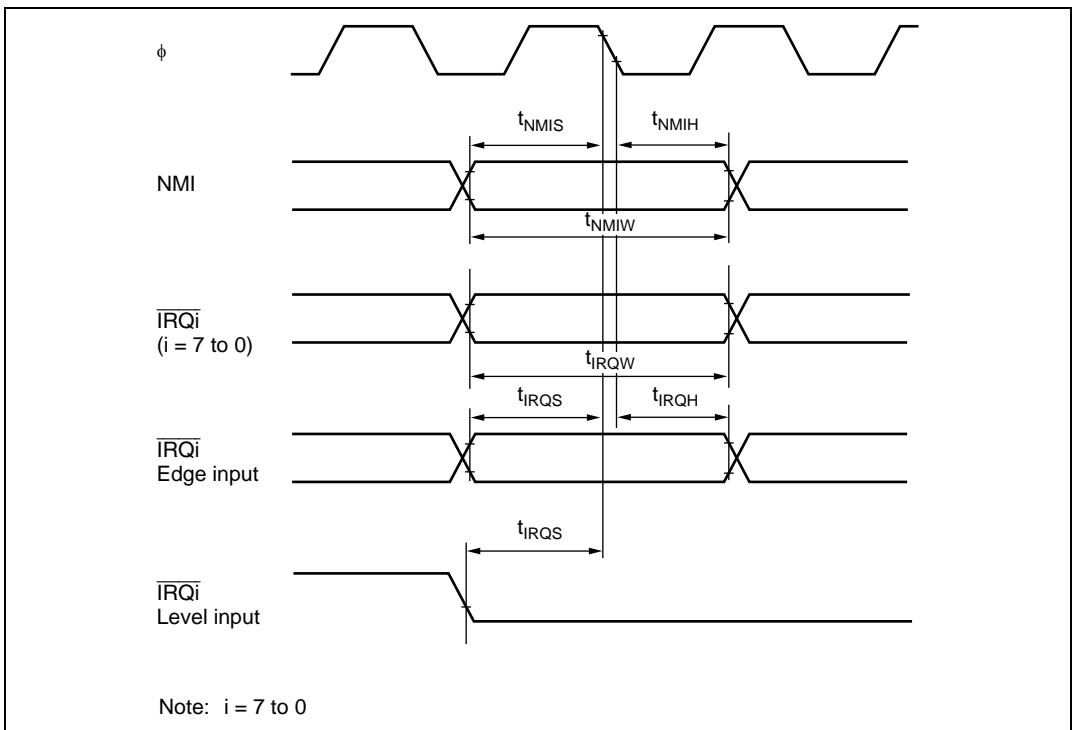 ϕ
tNMIS tNMIH
NMI
tNMIW
IRQi
(i = 7 to 0)
tIRQW
tIRQS tIRQH
IRQi
Edge input
tIRQS
IRQi
Level input
Note: i = 7 to 0